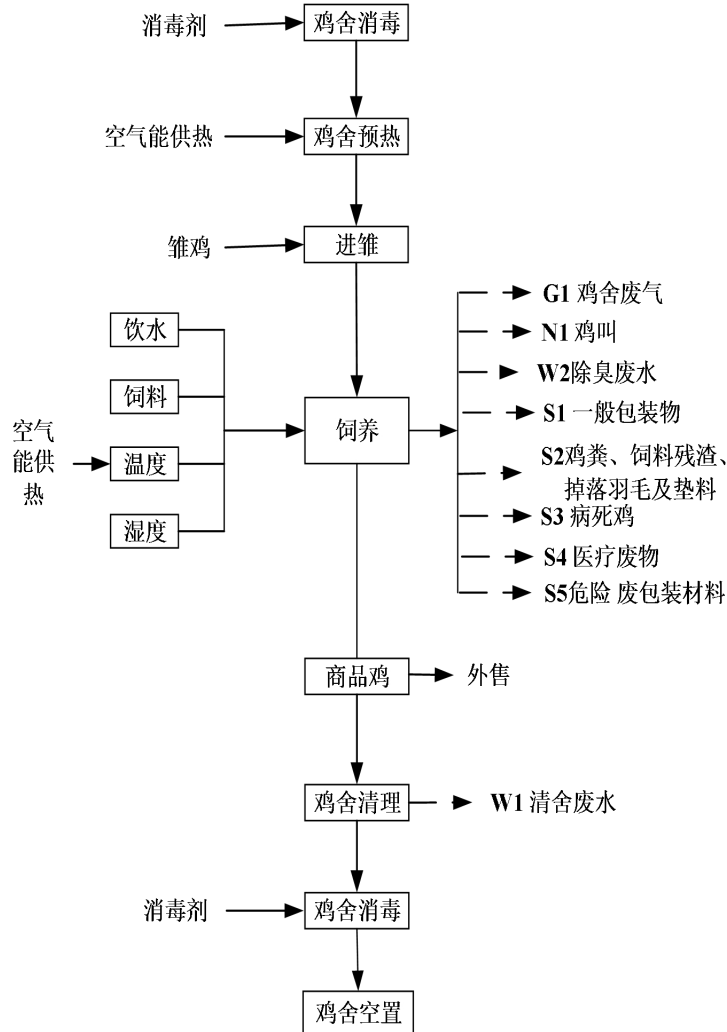 消毒剂
鸡舍消毒
空气能供热
鸡舍预热
雏鸡
进雏
G1 鸡舍废气
饮水
N1 鸡叫
W2除臭废水
饲料
S1 一般包装物
空气
能供
热
饲养
温度
S2鸡粪、饲料残渣、
掉落羽毛及垫料
湿度
S3 病死鸡
S4 医疗废物
S5危险 废包装材料
商品鸡
外售
鸡舍清理
W1 清舍废水
消毒剂
鸡舍消毒
鸡舍空置